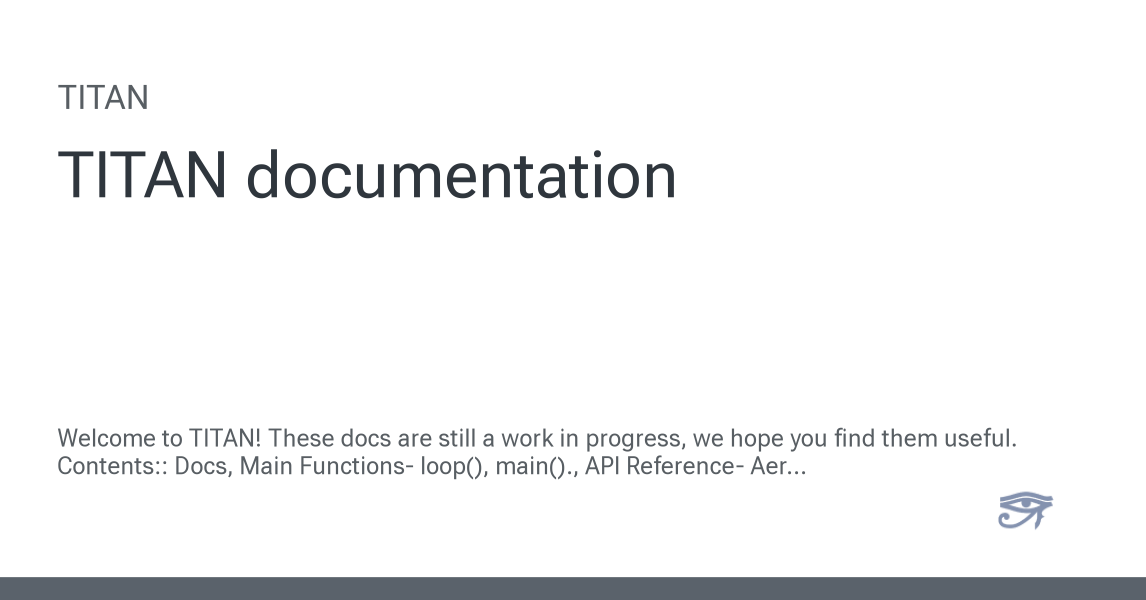 TITAN
TITAN documentation
Welcome to TITAN! These docs are still a work in progress, we hope you find them useful.
Contents:: Docs, Main Functions- loop(), main()., API Reference- Aer...